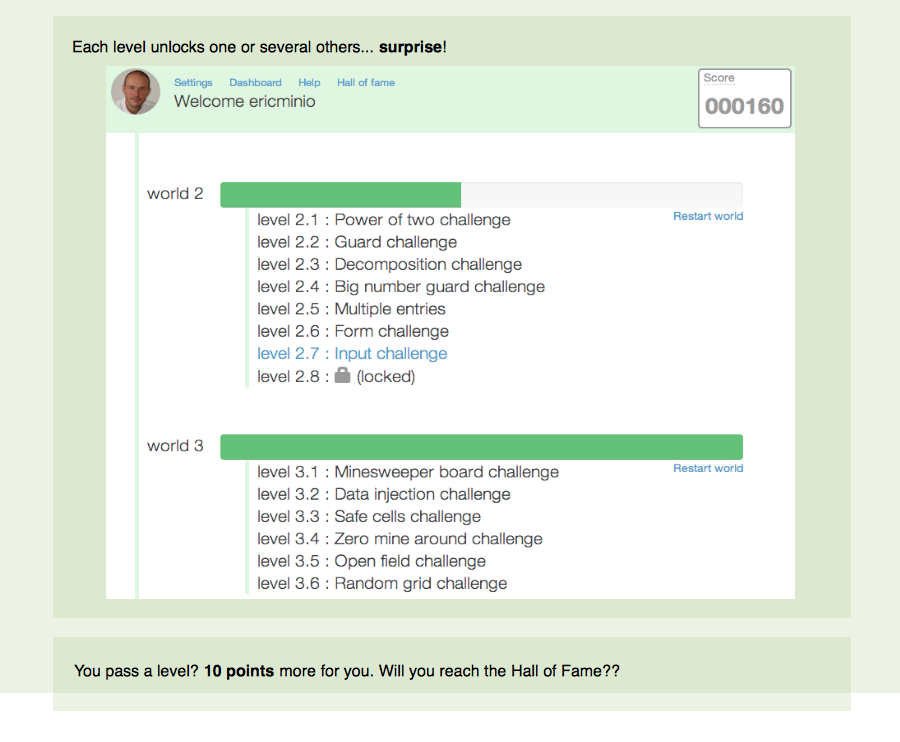 Each level unlocks one or several others... surprise!
Settings Dashboard Help Hall of fame
Welcome ericminio
Score
000160
world 2
Restart world
level 2.1 : Power of two challenge
level 2.2 : Guard challenge
level 2.3 : Decomposition challenge
level 2.4 : Big number guard challenge
level 2.5 : Multiple entries
level 2.6 : Form challenge
level 2.7 : Input challenge
level 2.8 : (locked)
world 3
Restart world
level 3.1 : Minesweeper board challenge
level 3.2 : Data injection challenge
level 3.3 : Safe cells challenge
level 3.4 : Zero mine around challenge
level 3.5 : Open field challenge
level 3.6 : Random grid challenge
You pass a level? 10 points more for you. Will you reach the Hall of Fame??